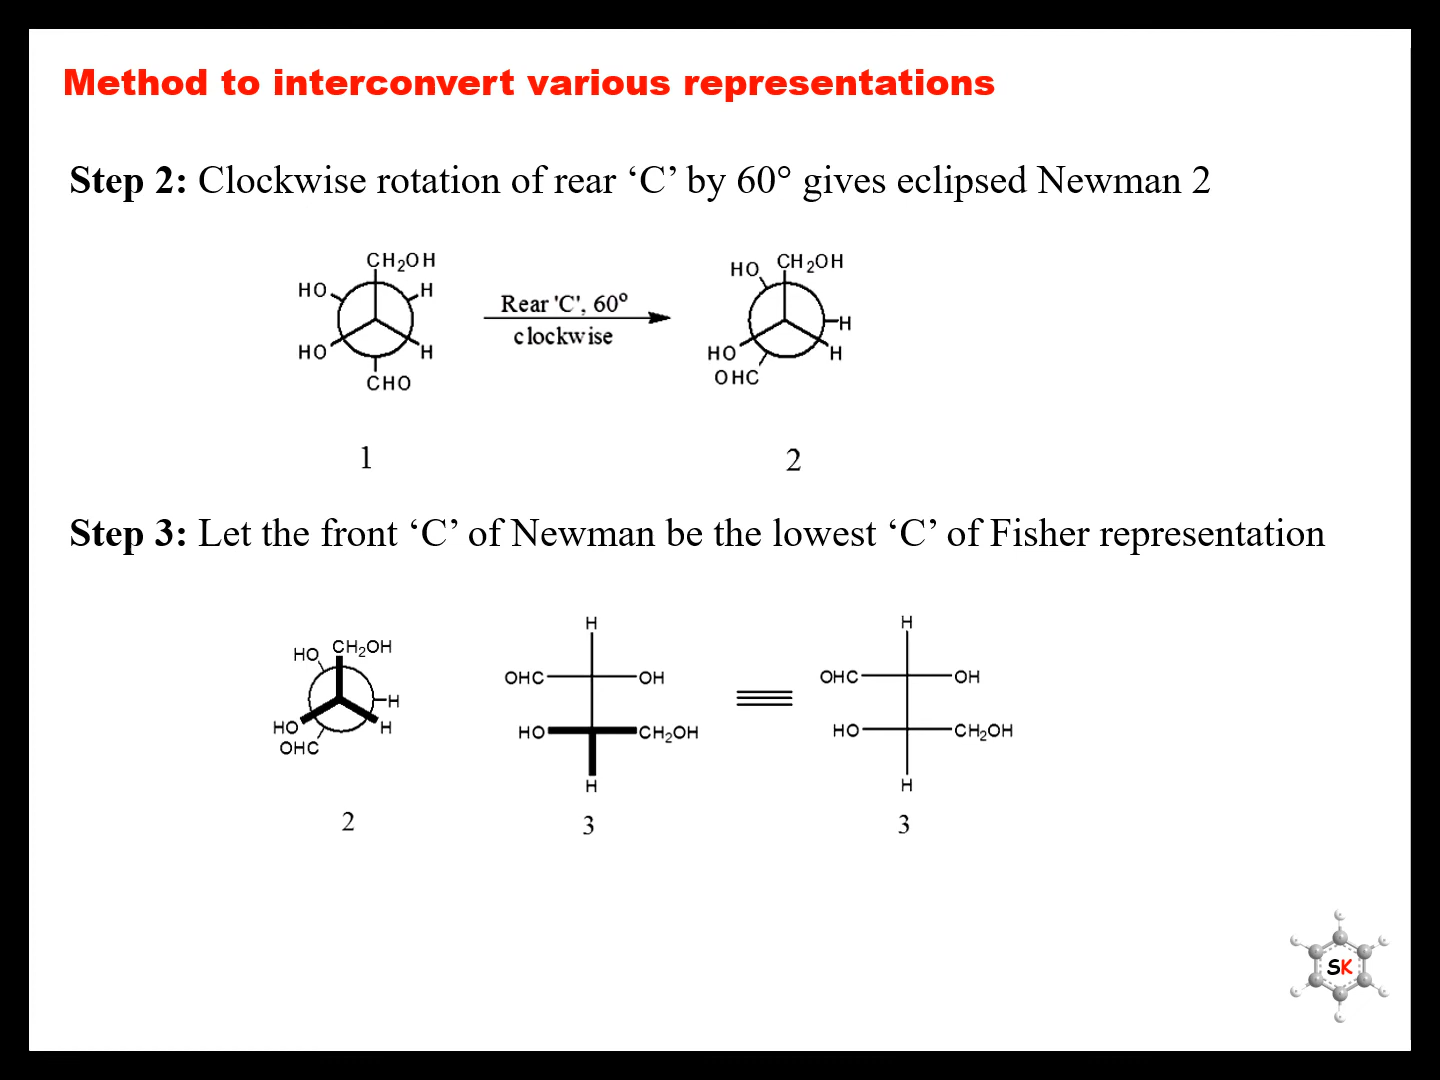 Method to interconvert various representations
Step 2: Clockwise rotation of rear ‘C’ by 60° gives eclipsed Newman 2
CH2OH
HO
H
HO
H
CHO
1
Rear 'C', 60°
clockwise
HO
CH2OH
H
HO
H
OHC
2
Step 3: Let the front ‘C’ of Newman be the lowest ‘C’ of Fisher representation
HO
CH2OH
H
HO
H
OHC
2
H
OHC
OH
HO
CH2OH
H
3
H
OHC
OH
HO
CH2OH
H
3
SK